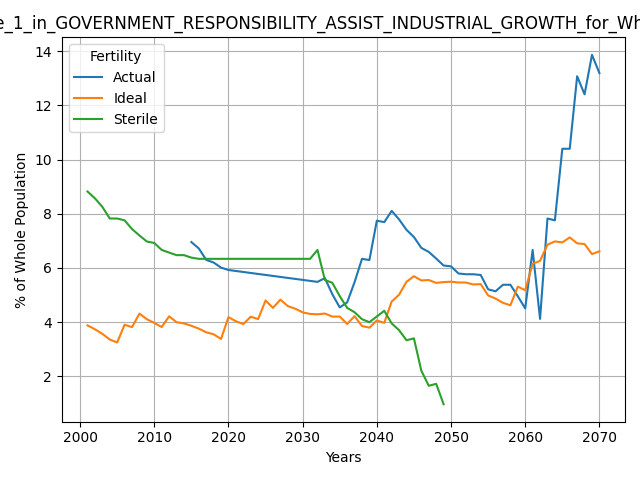 e_1_in_GOVERNMENT_RESPONSIBILITY_ASSIST_INDUSTRIAL_GROWTH_for_Wh
Fertility
Actual
Ideal
Sterile
% of Whole Population
14
12
10
8
6
4
2
2000 2010 2020 2030 2040 2050 2060 2070
Years